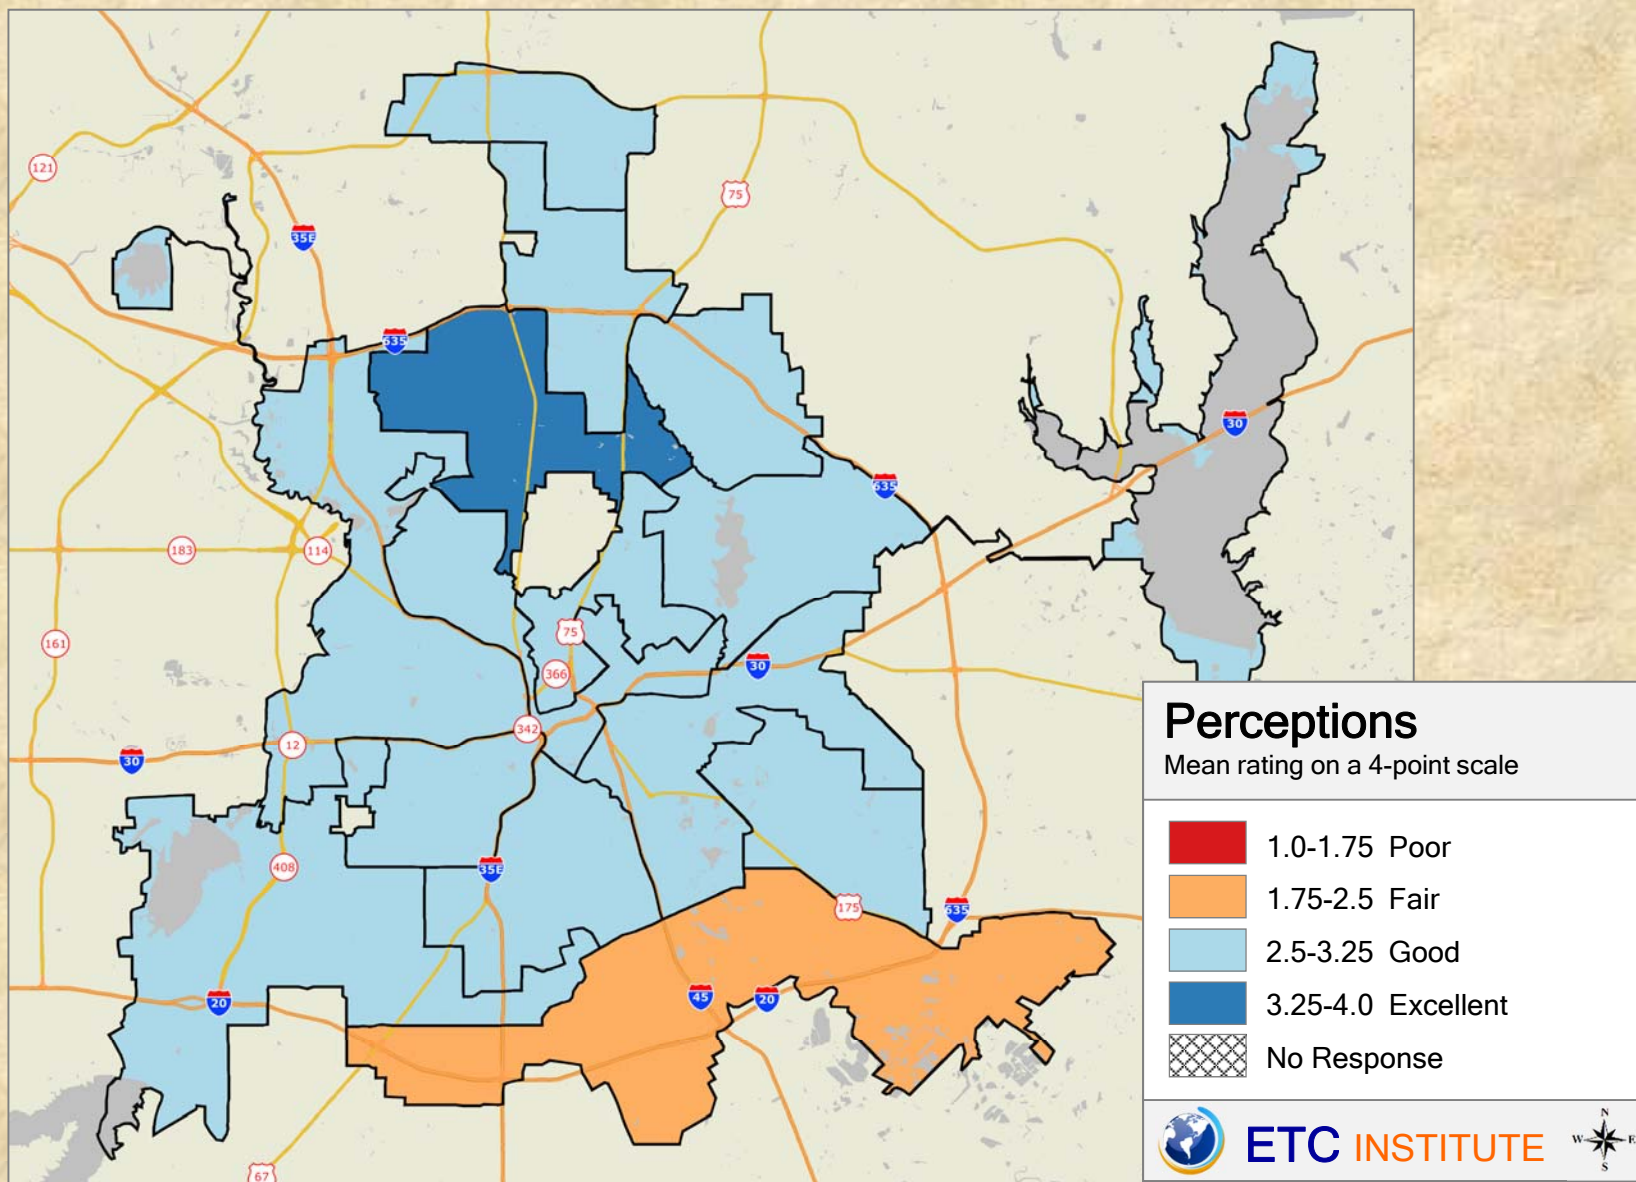 121
75
35E
635
30
635
183
114
161
75
366
30
342
12
30
408
35E
175
635
20
45
20
67
Perceptions
Mean rating on a 4-point scale
1.0-1.75 Poor
1.75-2.5 Fair
2.5-3.25 Good
3.25-4.0 Excellent
No Response
ETC INSTITUTE
N
W E
S